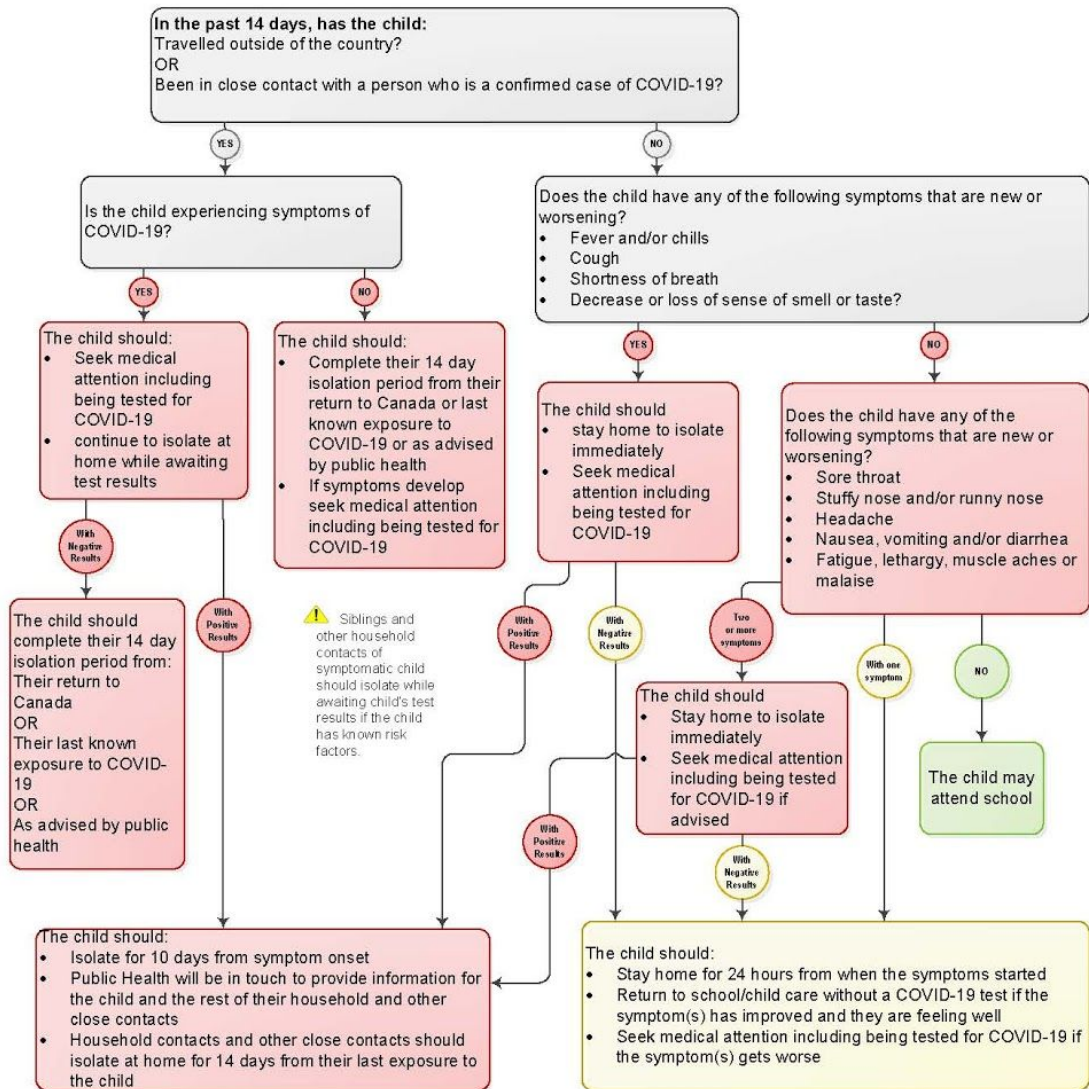 In the past 14 days, has the child:
Travelled outside of the country?
OR
Been in close contact with a person who is a confirmed case of COVID-19?
YES
NO
Is the child experiencing symptoms of
COVID-19?
Does the child have any of the following symptoms that are new or
worsening?
• Fever and/or chills
• Cough
• Shortness of breath
• Decrease or loss of sense of smell or taste?
YES
NO
YES
NO
The child should:
• Seek medical
attention including
being tested for
COVID-19
• continue to isolate at
home while awaiting
test results
The child should:
• Complete their 14 day
isolation period from their
return to Canada or last
known exposure to
COVID-19 or as advised
by public health
• If symptoms develop
seek medical attention
including being tested for
COVID-19
The child should
• stay home to isolate
immediately
• Seek medical
attention including
being tested for
COVID-19
Does the child have any of the
following symptoms that are new or
worsening?
• Sore throat
• Stuffy nose and/or runny nose
• Headache
• Nausea, vomiting and/or diarrhea
• Fatigue, lethargy, muscle aches or
malaise
With
Negative
Results
With
Positive
Results
With
Positive
Results
With
Negative
Results
Two
or more
symptoms
With one
symptom
NO
The child should
complete their 14 day
isolation period from:
Their return to
Canada
OR
Their last known
exposure to COVID-
19
OR
As advised by public
health
Siblings and
other household
contacts of
symptomatic child
should isolate while
awaiting child's test
results if the child
has known risk
factors.
The child should
• Stay home to isolate
immediately
• Seek medical attention
including being tested
for COVID-19 if
advised
The child may
attend school
With
Positive
Results
With
Negative
Results
The child should:
• Isolate for 10 days from symptom onset
• Public Health will be in touch to provide information for
the child and the rest of their household and other
close contacts
• Household contacts and other close contacts should
isolate at home for 14 days from their last exposure to
the child
The child should:
• Stay home for 24 hours from when the symptoms started
• Return to school/child care without a COVID-19 test if the
symptom(s) has improved and they are feeling well
• Seek medical attention including being tested for COVID-19 if
the symptom(s) gets worse